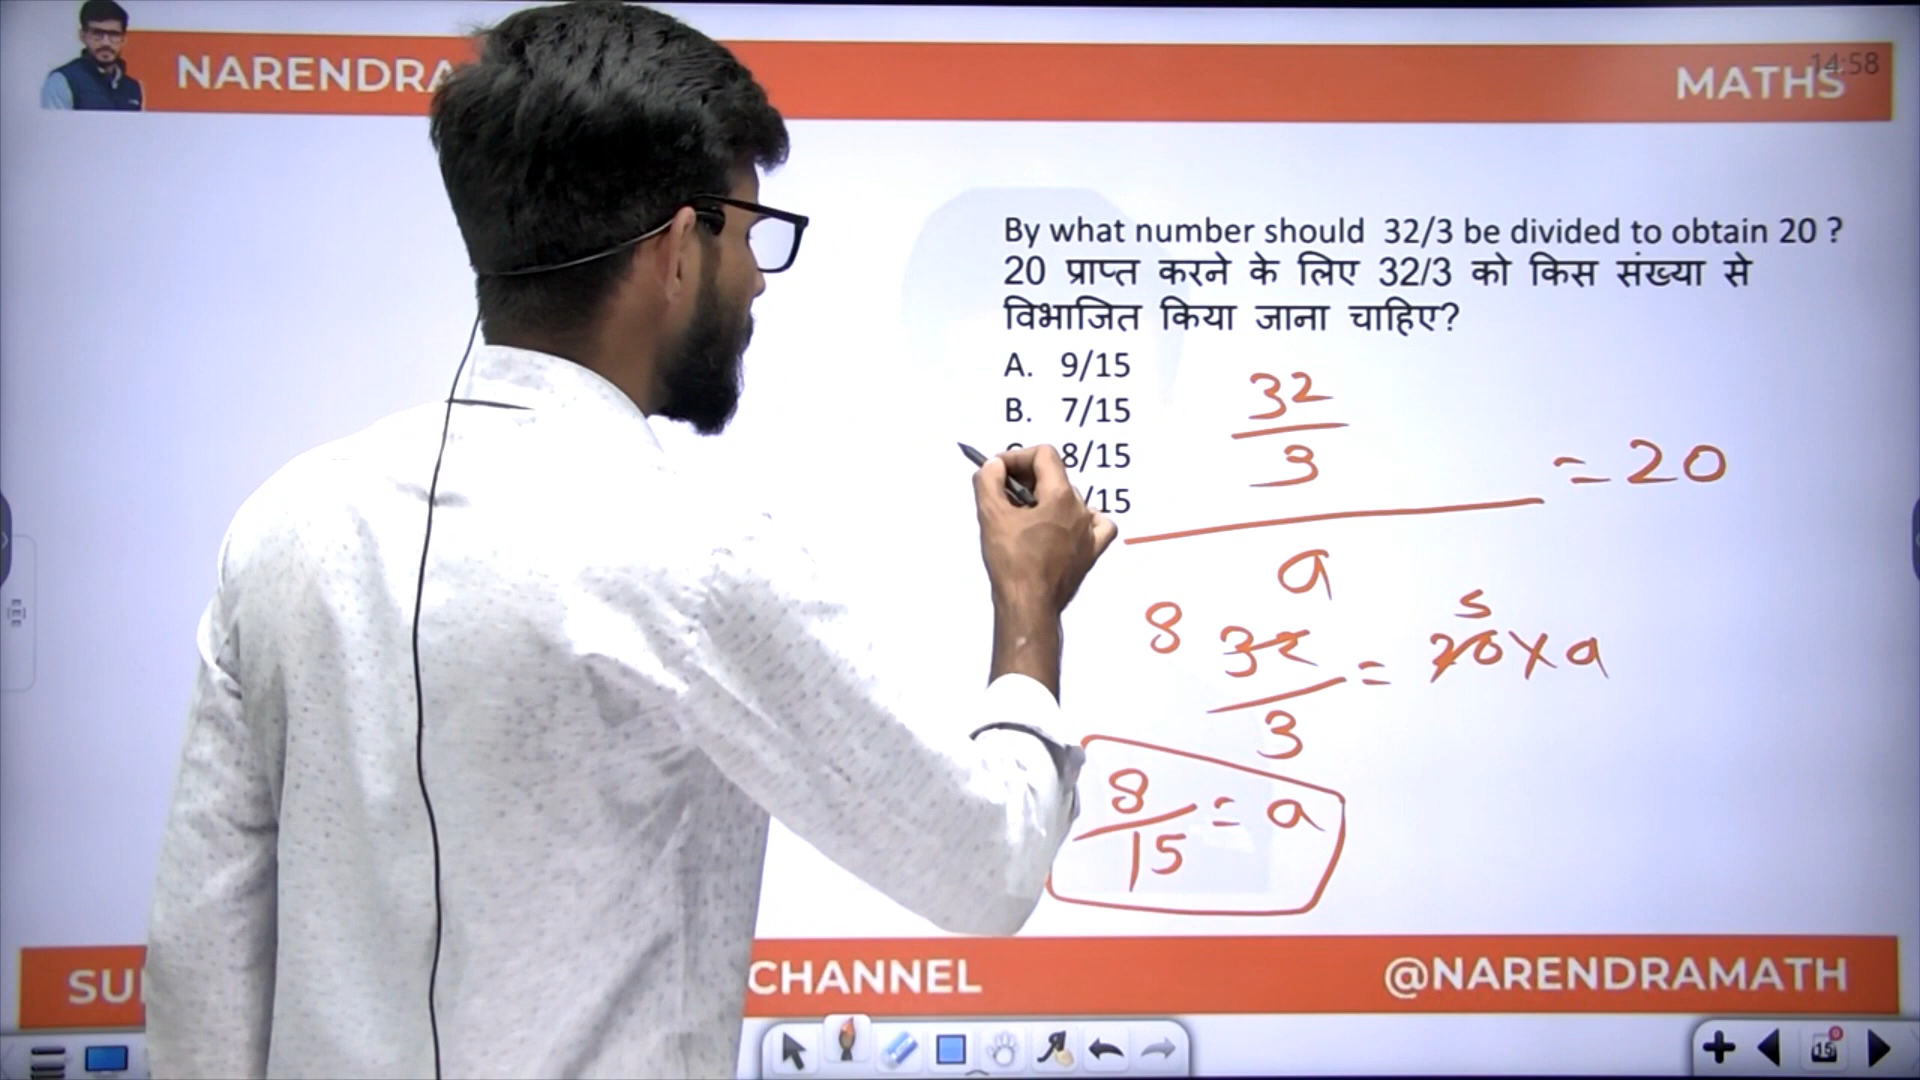 NARENDRA
MATHS
14:58
By what number should 32/3 be divided to obtain 20 ?
20 प्राप्त करने के लिए 32/3 को किस संख्या से
विभाजित किया जाना चाहिए?
A. 9/15
B. 7/15
8/15
/15
32
3
= 20
a
8 32 = 20 5 × a
3
8 = a
15
CHANNEL
@NARENDRAMATH
15